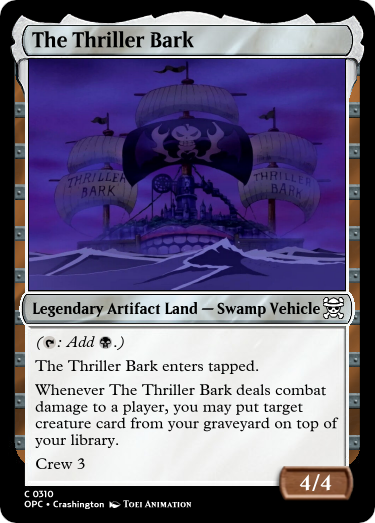 The Thriller Bark
THRILLER BARK
THRILLER BARK
Legendary Artifact Land — Swamp Vehicle
(T: Add B.)
The Thriller Bark enters tapped.
Whenever The Thriller Bark deals combat
damage to a player, you may put target
creature card from your graveyard on top of
your library.
Crew 3
4/4
C 0310
OPC • Crashington TOEI ANIMATION